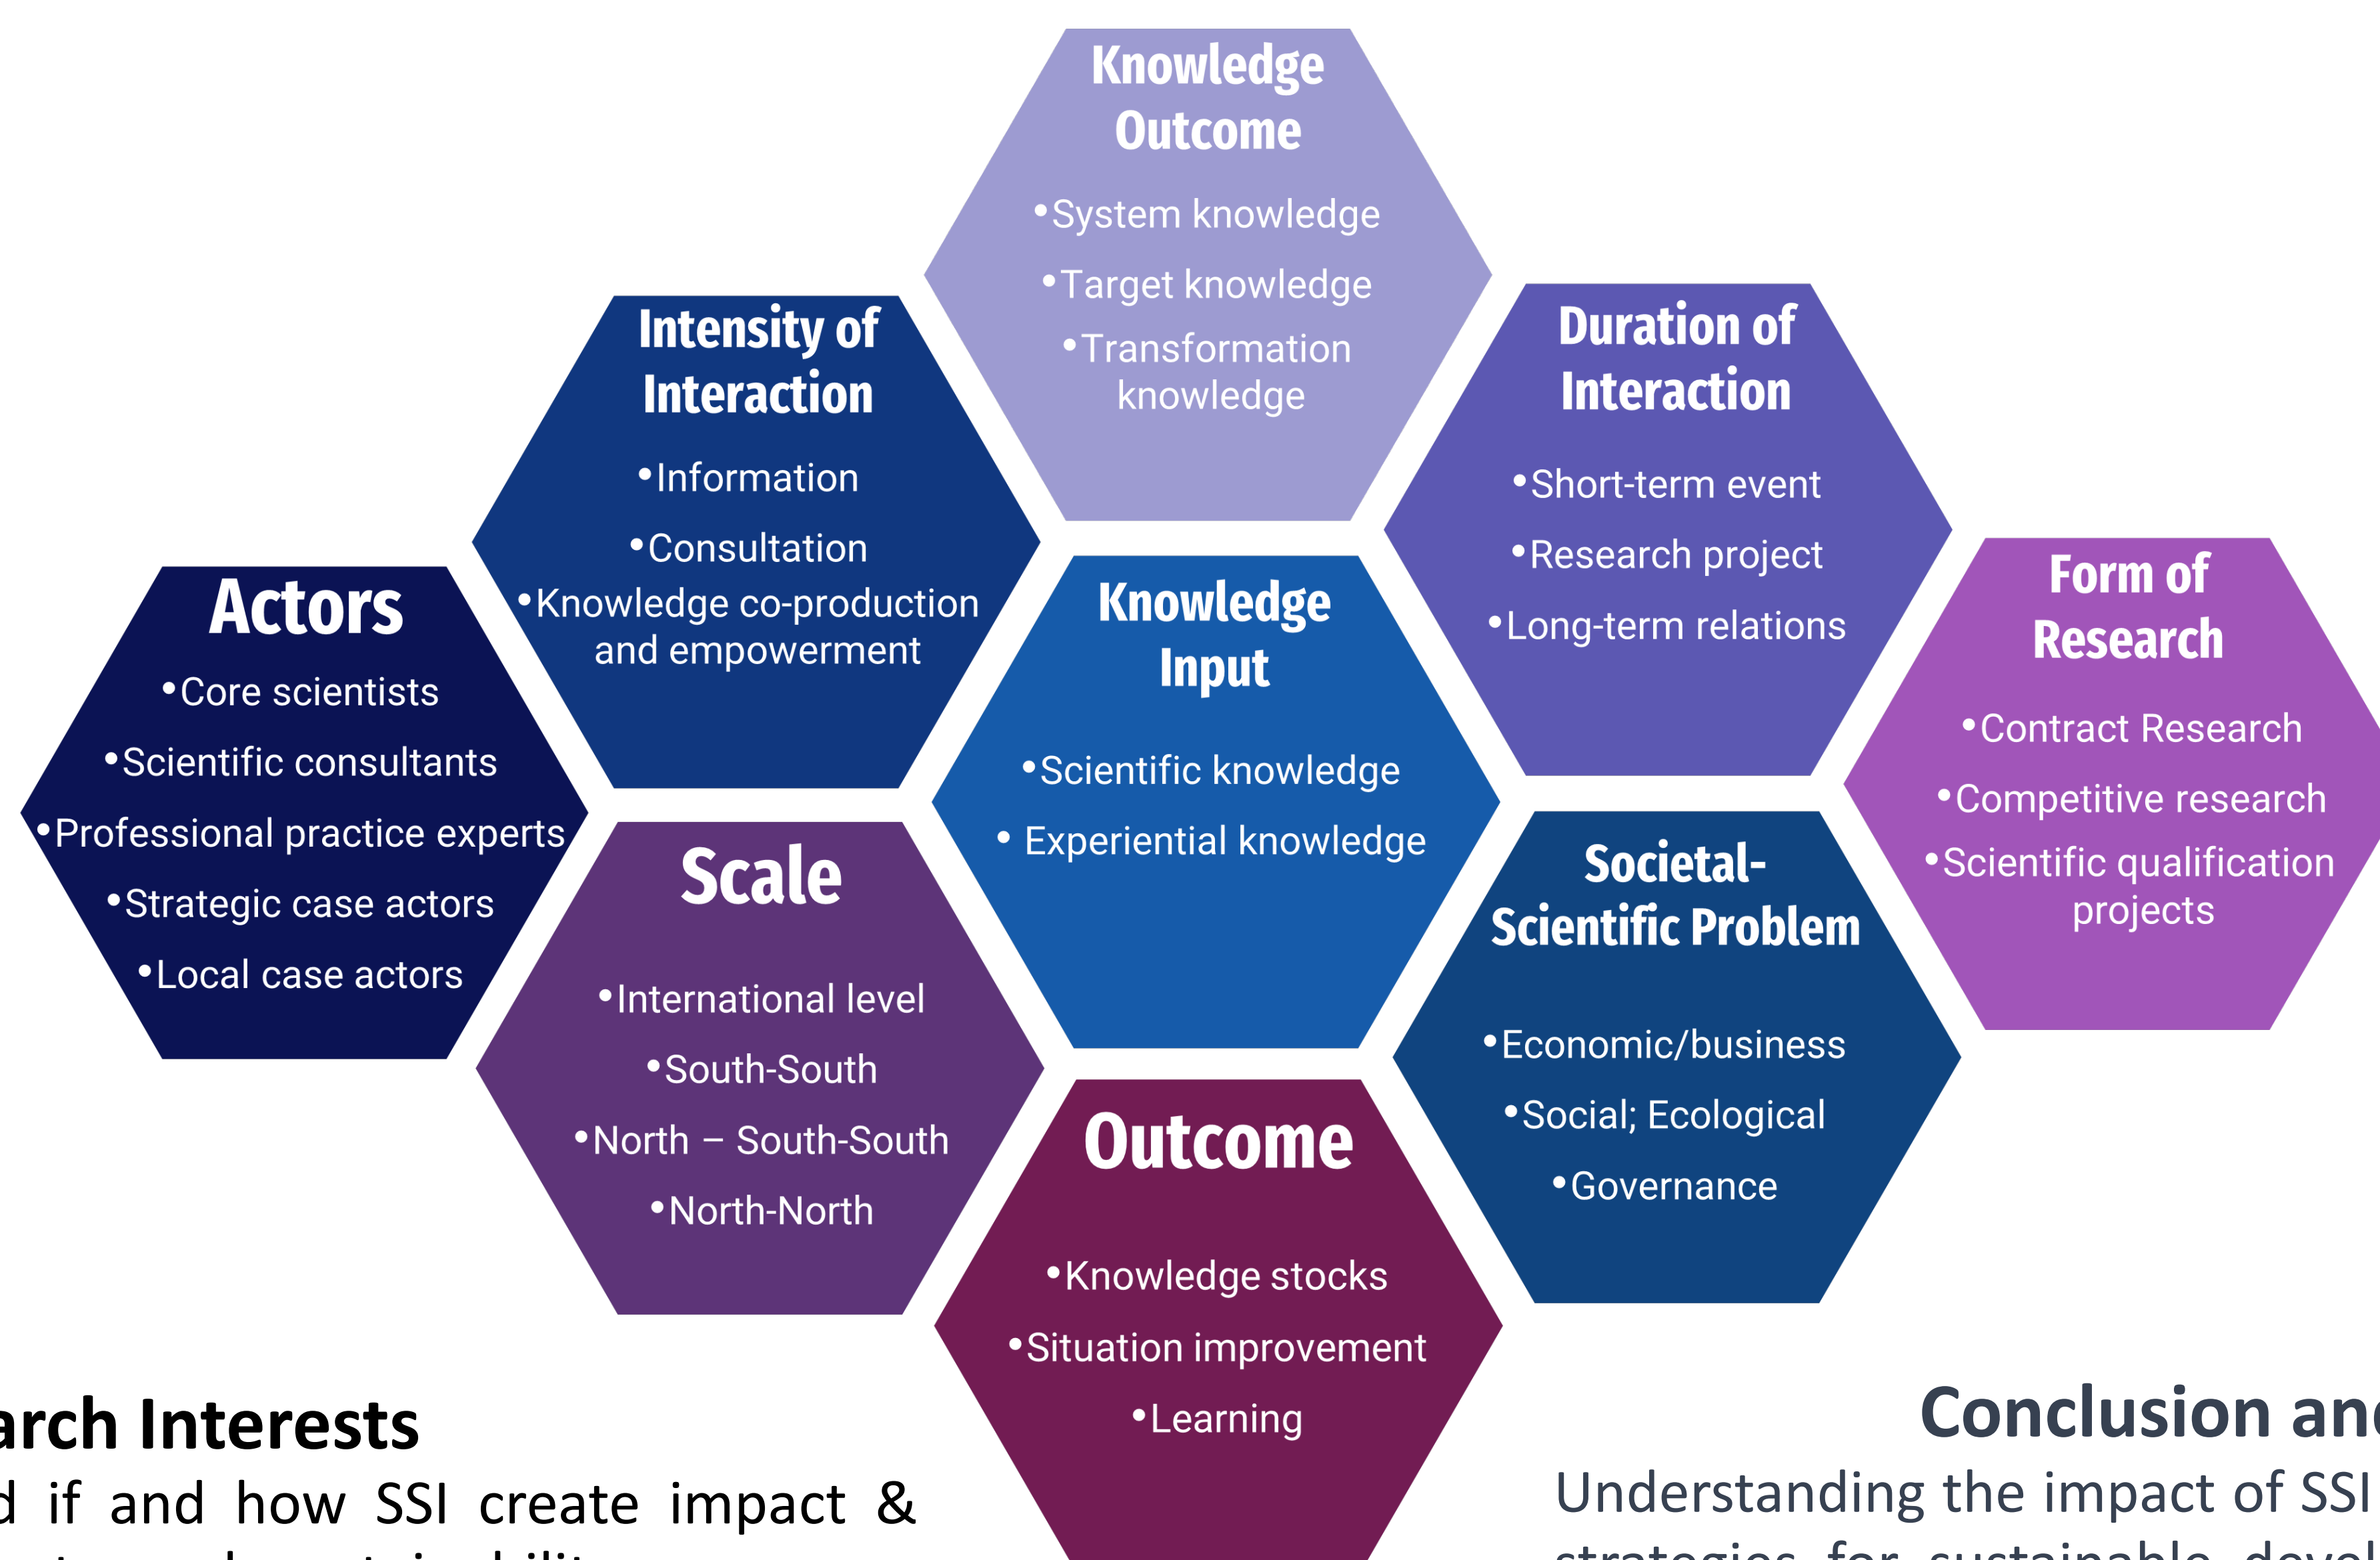 Knowledge
Outcome
•System knowledge
•Target knowledge
•Transformation
knowledge
Intensity of
Interaction
•Information
•Consultation
•Knowledge co-production
and empowerment
Duration of
Interaction
•Short-term event
•Research project
•Long-term relations
Actors
•Core scientists
•Scientific consultants
•Professional practice experts
•Strategic case actors
•Local case actors
Knowledge
Input
•Scientific knowledge
• Experiential knowledge
Form of
Research
•Contract Research
•Competitive research
•Scientific qualification
projects
Scale
•International level
•South-South
•North – South-South
•North-North
Societal-
Scientific Problem
•Economic/business
•Social; Ecological
•Governance
Outcome
•Knowledge stocks
•Situation improvement
•Learning
arch Interests
if and how SSI create impact &
Conclusion and
Understanding the impact of SSI
strategies for sustainable